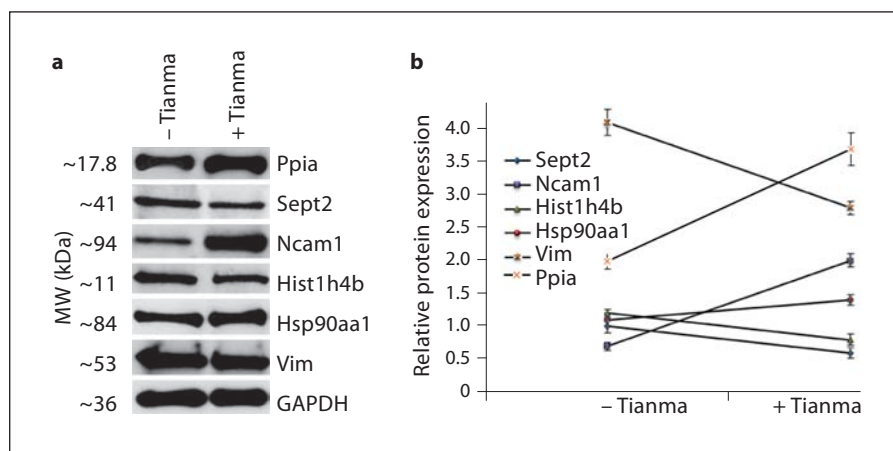 a
– Tianma
+ Tianma
MW (kDa)
~17.8 Ppia
~41 Sept2
~94 Ncam1
~11 Hist1h4b
~84 Hsp90aa1
~53 Vim
~36 GAPDH
b
Relative protein expression
4.0
3.5
3.0
2.5
2.0
1.5
1.0
0.5
0
Sept2
Ncam1
Hist1h4b
Hsp90aa1
Vim
Ppia
– Tianma + Tianma